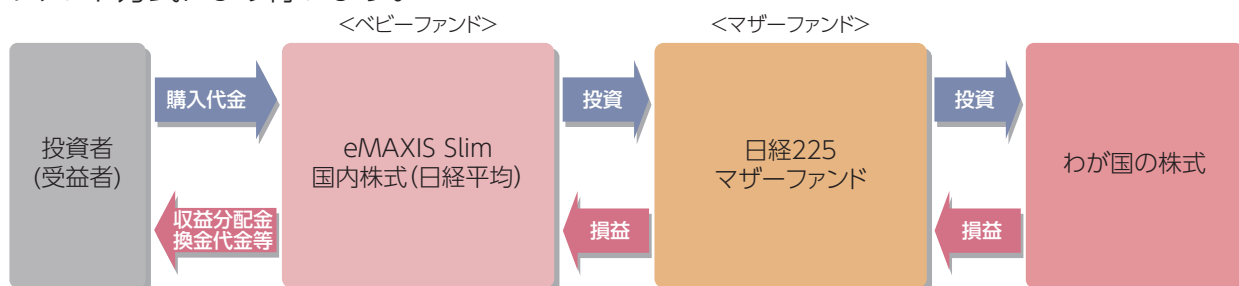 <ベビーファンド>
<マザーファンド>
投資者
(受益者)
購入代金
収益分配金
換金代金等
eMAXIS Slim
国内株式(日経平均)
投資
損益
日経225
マザーファンド
投資
損益
わが国の株式